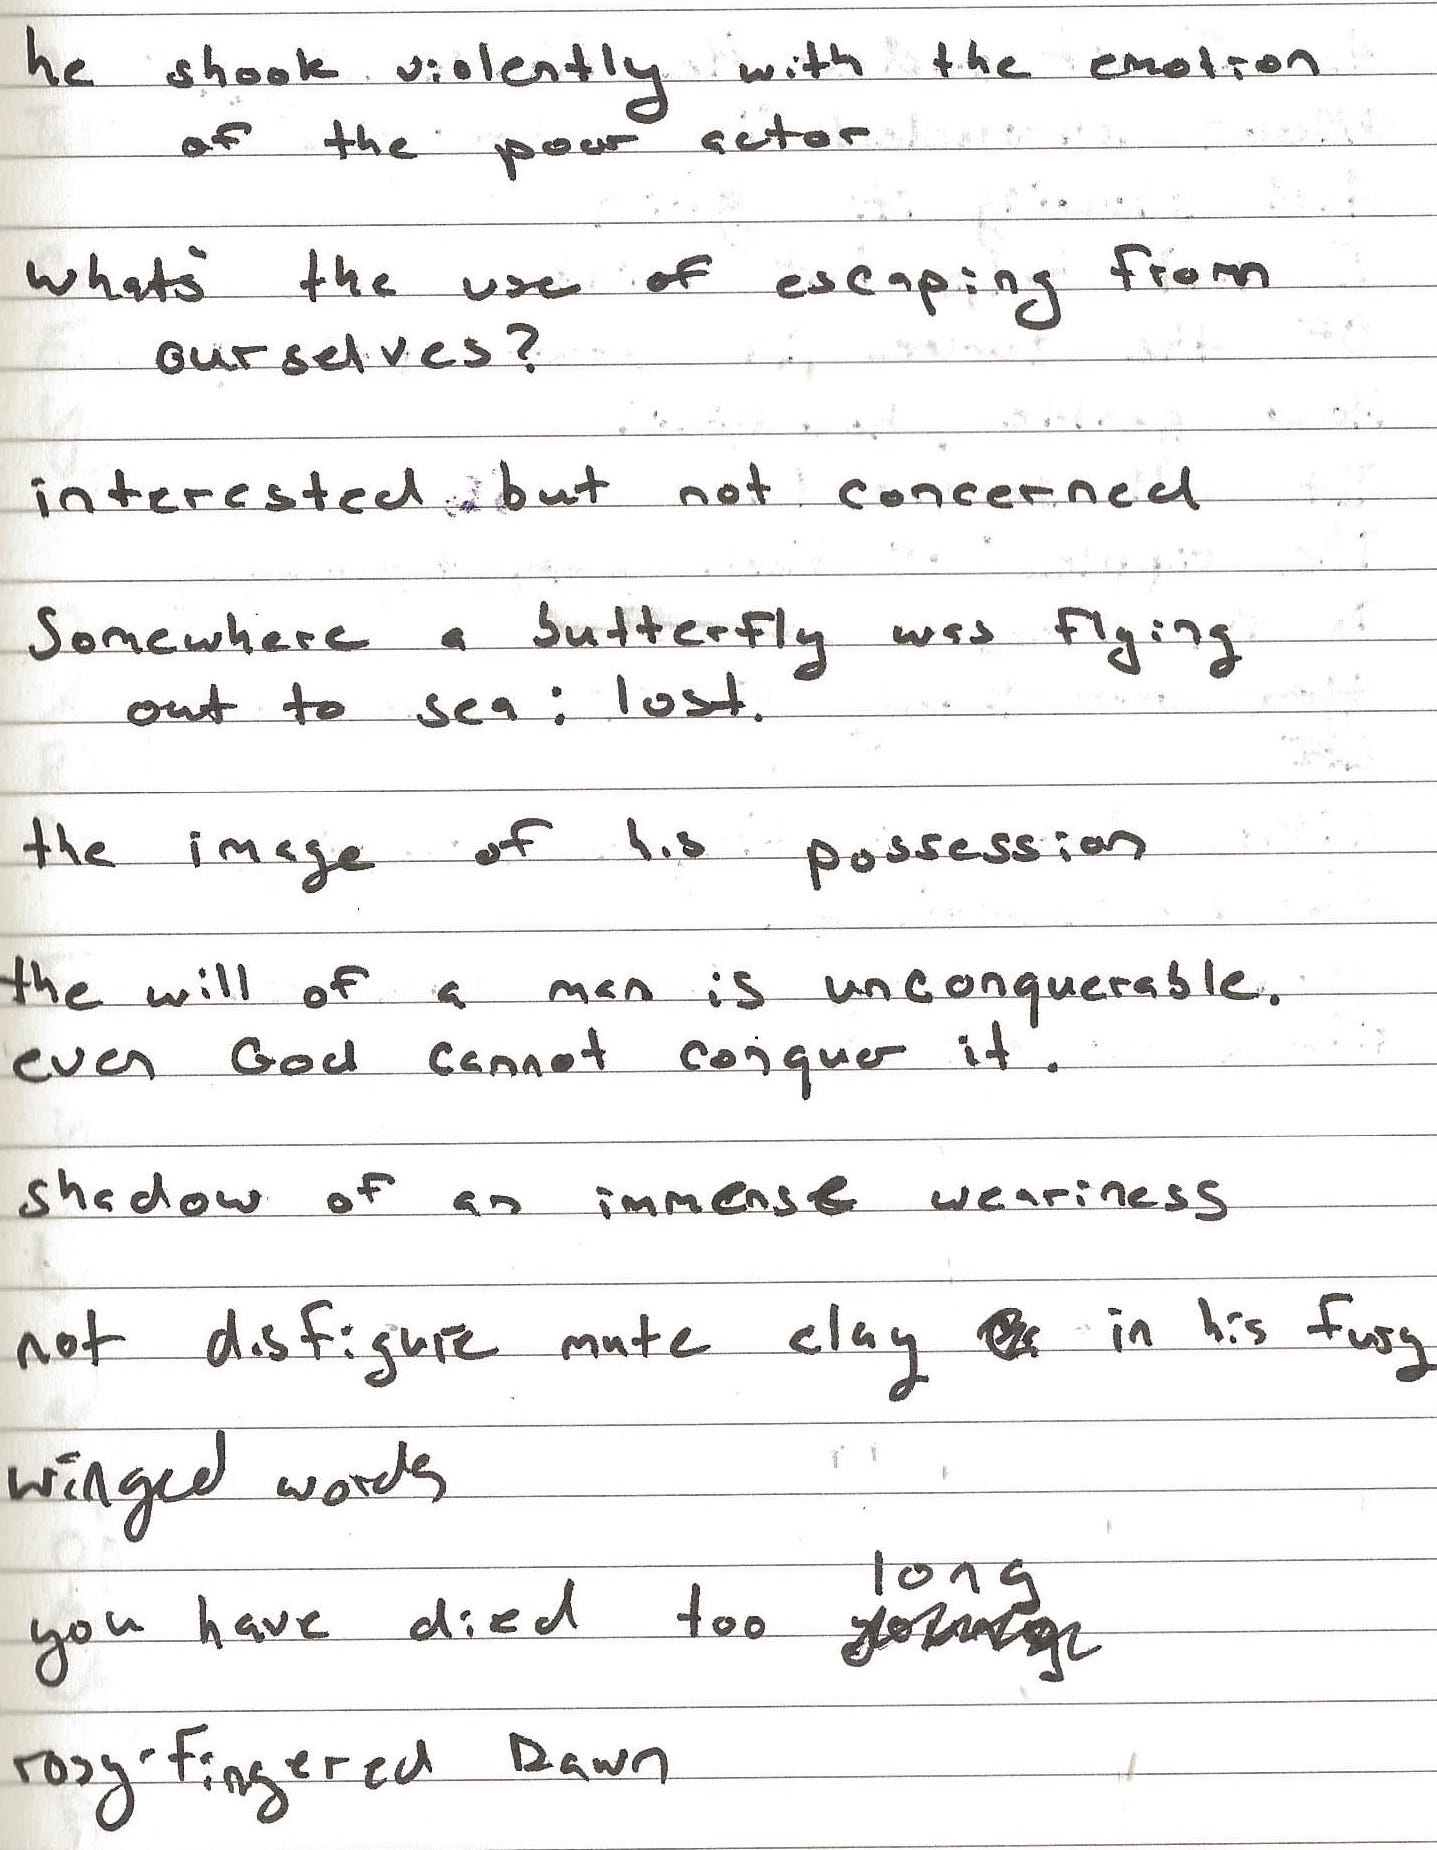 he shook violently with the emotion
of the poor actor
what's the use of escaping from
ourselves?
interested but not concerned
Somewhere a butterfly was flying
out to sea: lost.
the image of his possession
the will of a man is unconquerable.
even God cannot conquer it.
shadow of an immense weariness
not disfigure mute clay in his fury
winged words
long
you have died too
rosy-fingered Dawn